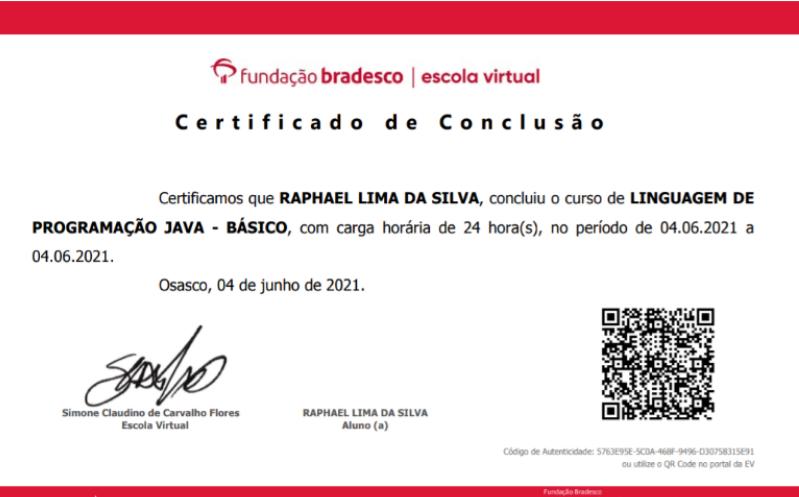 fundação bradesco | escola virtual
Certificado de Conclusão
Certificamos que RAPHAEL LIMA DA SILVA, concluiu o curso de LINGUAGEM DE
PROGRAMAÇÃO JAVA - BÁSICO, com carga horária de 24 hora(s), no período de 04.06.2021 a
04.06.2021.
Osasco, 04 de junho de 2021.
Simone Claudino de Carvalho Flores
Escola Virtual
RAPHAEL LIMA DA SILVA
Aluno (a)
Código de Autenticidade: 5763E95E-5C0A-468F-9496-D30758315E91
ou utilize o QR Code no portal da EV
Fundação Bradesco